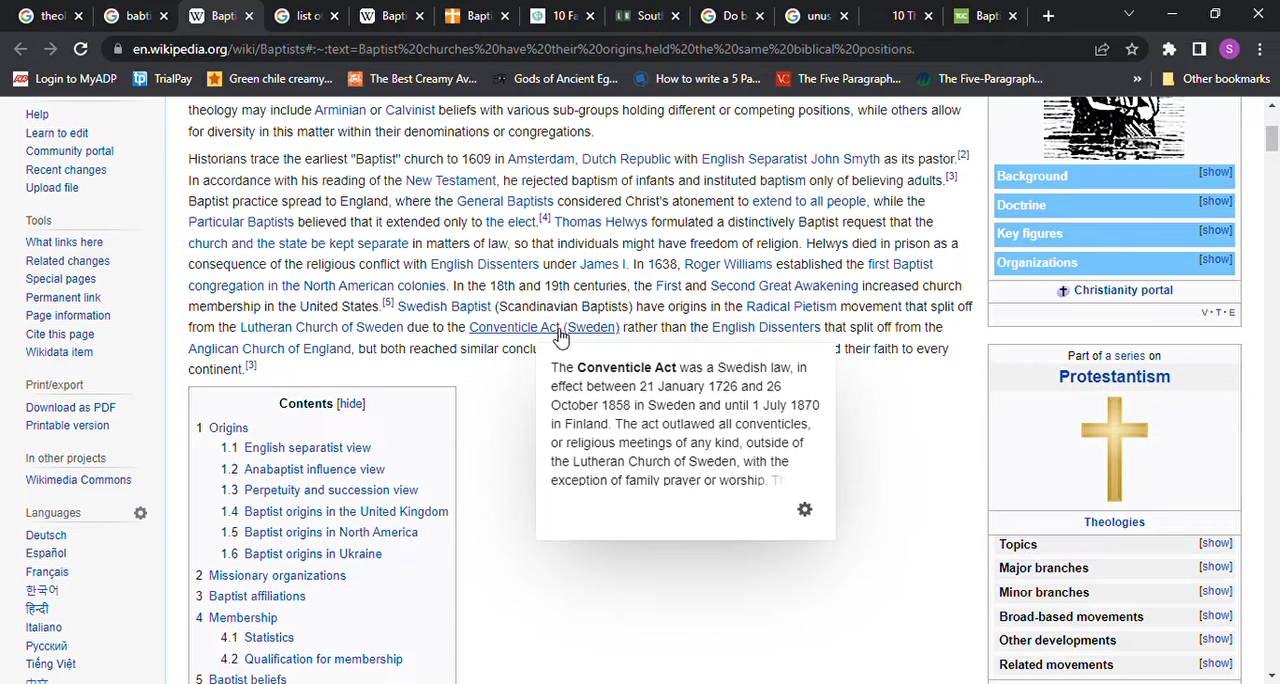 theol
babti
Bapti
list o
Bapti
Bapti
10 Fa
Soutl
Do b
unus
10 Tl
Bapti
en.wikipedia.org/wiki/Baptists#:~:text=Baptist%20churches%20have%20their%20origins,held%20the%20same%20biblical%20positions.
S
Login to MyADP
TrialPay
Green chile creamy...
The Best Creamy Av...
Gods of Ancient Eg...
How to write a 5 Pa...
The Five Paragraph...
The Five-Paragraph...
»
Other bookmarks
Help
Learn to edit
Community portal
Recent changes
Upload file
Tools
What links here
Related changes
Special pages
Permanent link
Page information
Cite this page
Wikidata item
Print/export
Download as PDF
Printable version
In other projects
Wikimedia Commons
Languages
Deutsch
Español
Français
한국어
हिन्दी
Italiano
Русский
Tiếng Việt
theology may include Arminian or Calvinist beliefs with various sub-groups holding different or competing positions, while others allow
for diversity in this matter within their denominations or congregations.
Historians trace the earliest "Baptist" church to 1609 in Amsterdam, Dutch Republic with English Separatist John Smyth as its pastor.[2]
In accordance with his reading of the New Testament, he rejected baptism of infants and instituted baptism only of believing adults.[3]
Baptist practice spread to England, where the General Baptists considered Christ's atonement to extend to all people, while the
Particular Baptists believed that it extended only to the elect.[4] Thomas Helwys formulated a distinctively Baptist request that the
church and the state be kept separate in matters of law, so that individuals might have freedom of religion. Helwys died in prison as a
consequence of the religious conflict with English Dissenters under James I. In 1638, Roger Williams established the first Baptist
congregation in the North American colonies. In the 18th and 19th centuries, the First and Second Great Awakening increased church
membership in the United States.[5] Swedish Baptist (Scandinavian Baptists) have origins in the Radical Pietism movement that split off
from the Lutheran Church of Sweden due to the Conventicle Act (Sweden) rather than the English Dissenters that split off from the
Anglican Church of England, but both reached similar conclu d their faith to every
continent.[3]
The Conventicle Act was a Swedish law, in
effect between 21 January 1726 and 26
October 1858 in Sweden and until 1 July 1870
in Finland. The act outlawed all conventicles,
or religious meetings of any kind, outside of
the Lutheran Church of Sweden, with the
exception of family prayer or worship. Th
Contents [hide]
1 Origins
1.1 English separatist view
1.2 Anabaptist influence view
1.3 Perpetuity and succession view
1.4 Baptist origins in the United Kingdom
1.5 Baptist origins in North America
1.6 Baptist origins in Ukraine
2 Missionary organizations
3 Baptist affiliations
4 Membership
4.1 Statistics
4.2 Qualification for membership
5 Baptist beliefs
Background [show]
Doctrine [show]
Key figures [show]
Organizations [show]
Christianity portal
V · T · E
Part of a series on
Protestantism
Theologies
Topics [show]
Major branches [show]
Minor branches [show]
Broad-based movements [show]
Other developments [show]
Related movements [show]